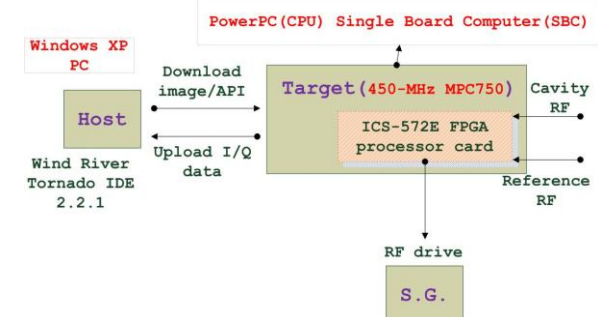 PowerPC(CPU) Single Board Computer(SBC)
Windows XP
PC
Download
image/API
Target(450-MHz MPC750)
Cavity
RF
Host
ICS-572E FPGA
processor card
Upload I/Q
data
Wind River
Tornado IDE
2.2.1
Reference
RF
RF drive
S.G.